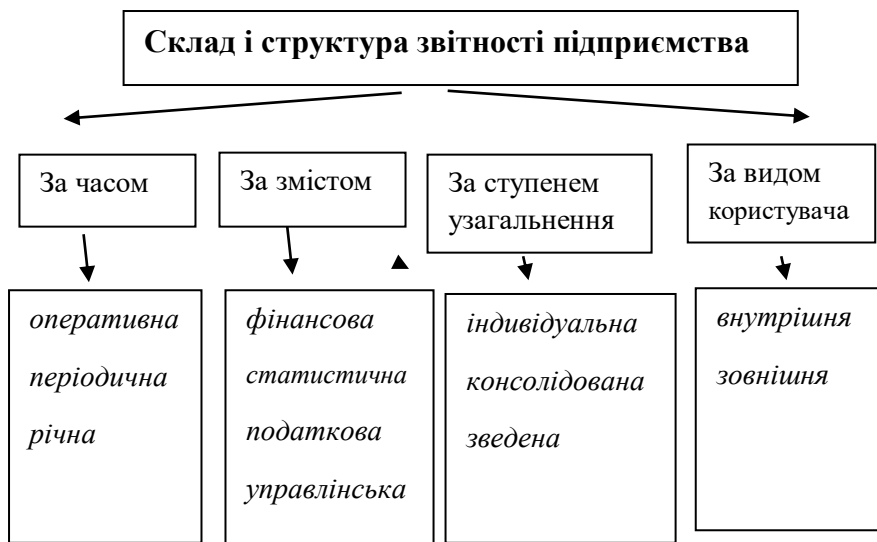 Склад і структура звітності підприємства
За часом
За змістом
За ступенем
узагальнення
За видом
користувача
оперативна
періодична
річна
фінансова
статистична
податкова
управлінська
індивідуальна
консолідована
зведена
внутрішня
зовнішня